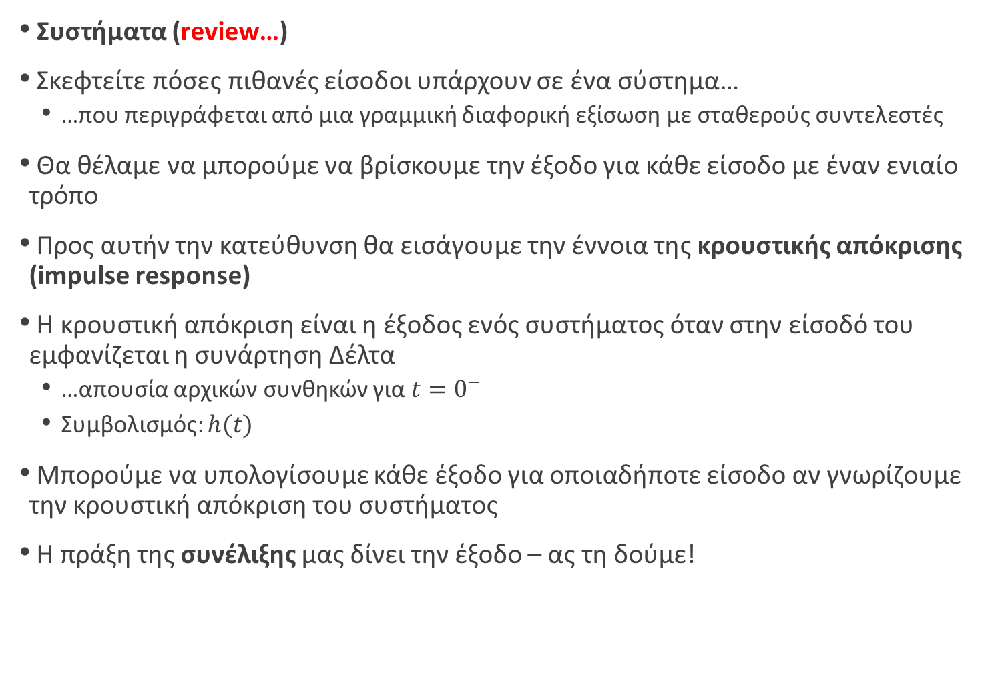 • Συστήματα (review…)
• Σκεφτείτε πόσες πιθανές είσοδοι υπάρχουν σε ένα σύστημα…
• …που περιγράφεται από μια γραμμική διαφορική εξίσωση με σταθερούς συντελεστές
• Θα θέλαμε να μπορούμε να βρίσκουμε την έξοδο για κάθε είσοδο με έναν ενιαίο
τρόπο
• Προς αυτήν την κατεύθυνση θα εισάγουμε την έννοια της κρουστικής απόκρισης
(impulse response)
• Η κρουστική απόκριση είναι η έξοδος ενός συστήματος όταν στην είσοδό του
εμφανίζεται η συνάρτηση Δέλτα
• …απουσία αρχικών συνθηκών για 𝑡 = 0⁻
• Συμβολισμός: ℎ(𝑡)
• Μπορούμε να υπολογίσουμε κάθε έξοδο για οποιαδήποτε είσοδο αν γνωρίζουμε
την κρουστική απόκριση του συστήματος
• Η πράξη της συνέλιξης μας δίνει την έξοδο – ας τη δούμε!